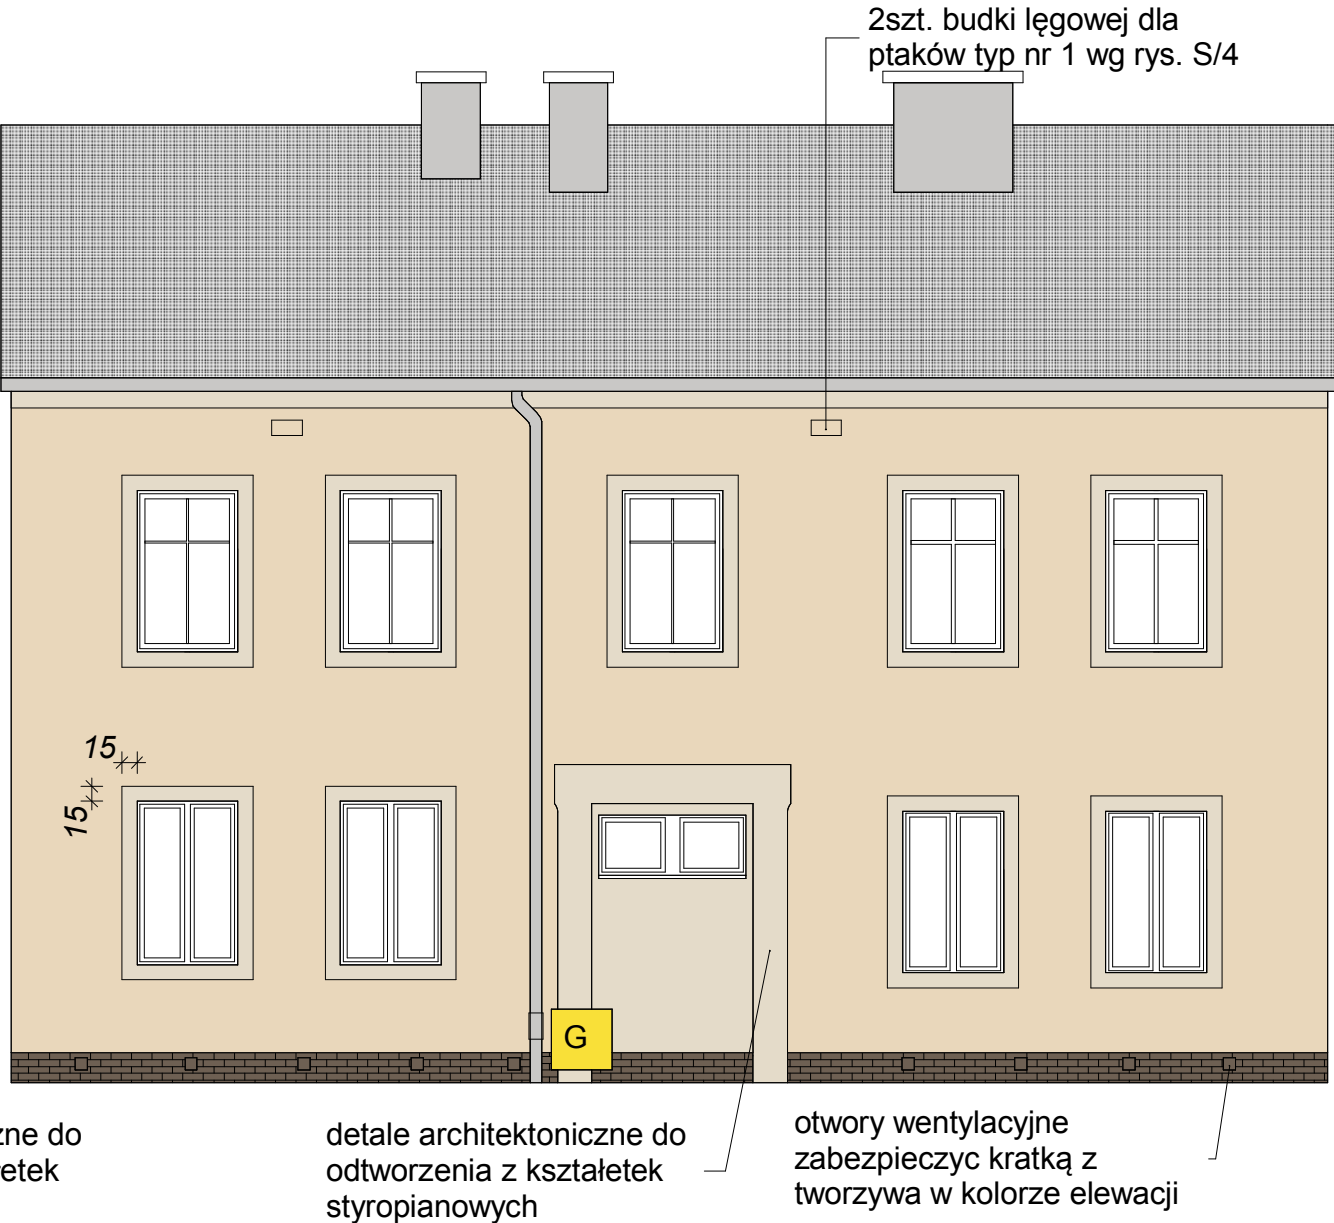 2szt. budki lęgowej dla
ptaków typ nr 1 wg rys. S/4
15
15
G
zne do
etek
detale architektoniczne do
odtworzenia z kształetek
styropianowych
otwory wentylacyjne
zabezpieczyc kratką z
tworzywa w kolorze elewacji